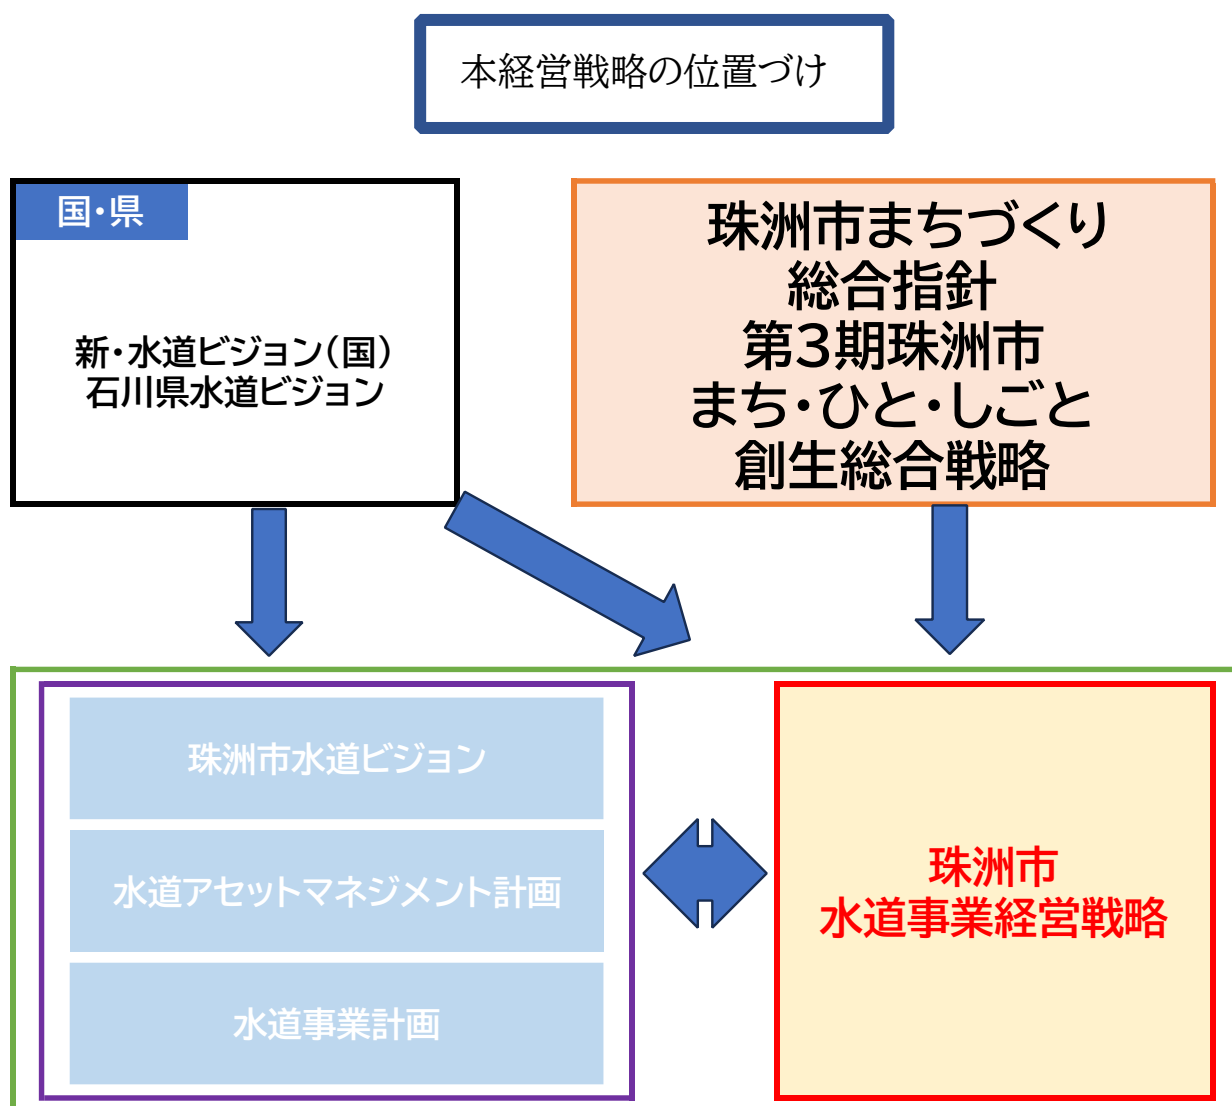 本経営戦略の位置づけ
国・県
新・水道ビジョン（国）
石川県水道ビジョン
珠洲市まちづくり
総合指針
第３期珠洲市
まち・ひと・しごと
創生総合戦略
珠洲市水道ビジョン
水道アセットマネジメント計画
水道事業計画
珠洲市
水道事業経営戦略